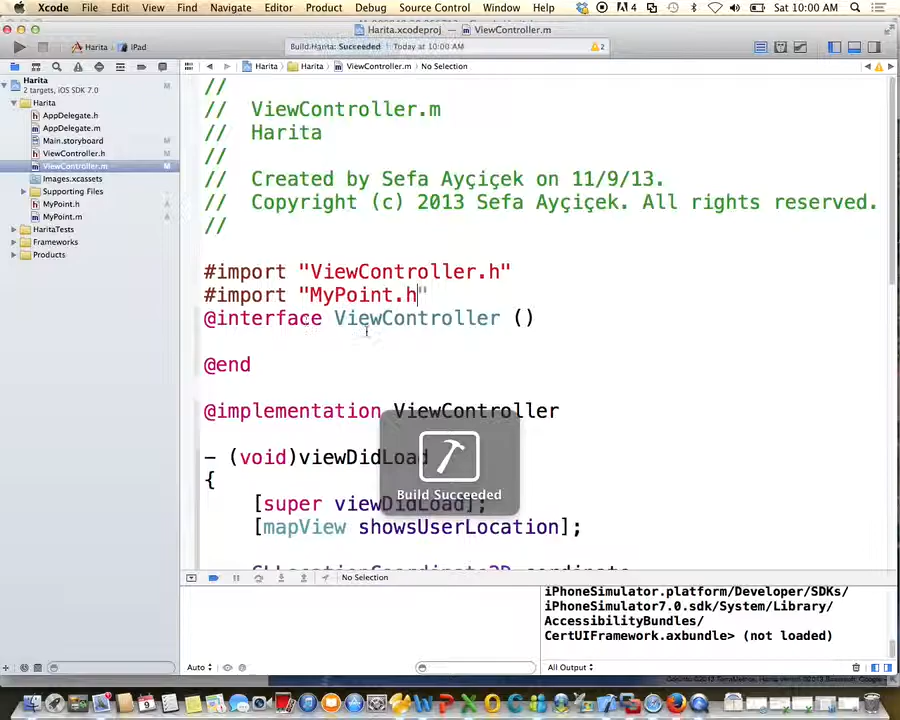 Xcode File Edit View Find Navigate Editor Product Debug Source Control Window Help 4 Sat 10:00 AM
Harita.xcodeproj — ViewController.m
Harita iPad
Build Harita: Succeeded Today at 10:00 AM 2
Harita Harita ViewController.m No Selection
Harita
2 targets, iOS SDK 7.0 M
Harita
AppDelegate.h
AppDelegate.m
Main.storyboard M
ViewController.h M
ViewController.m M
Images.xcassets
Supporting Files
MyPoint.h A
MyPoint.m A
HaritaTests
Frameworks
Products
//
// ViewController.m
// Harita
//
// Created by Sefa Ayçiçek on 11/9/13.
// Copyright (c) 2013 Sefa Ayçiçek. All rights reserved.
//
#import "ViewController.h"
#import "MyPoint.h"
@interface ViewController ()
@end
@implementation ViewController
- (void)viewDidLoad
{
[super viewDidLoad];
[mapView showsUserLocation];
CLLocationCoordinate2D coordinate
Build Succeeded
No Selection
iPhoneSimulator.platform/Developer/SDKs/
iPhoneSimulator7.0.sdk/System/Library/
AccessibilityBundles/
CertUIFramework.axbundle> (not loaded)
Auto
All Output